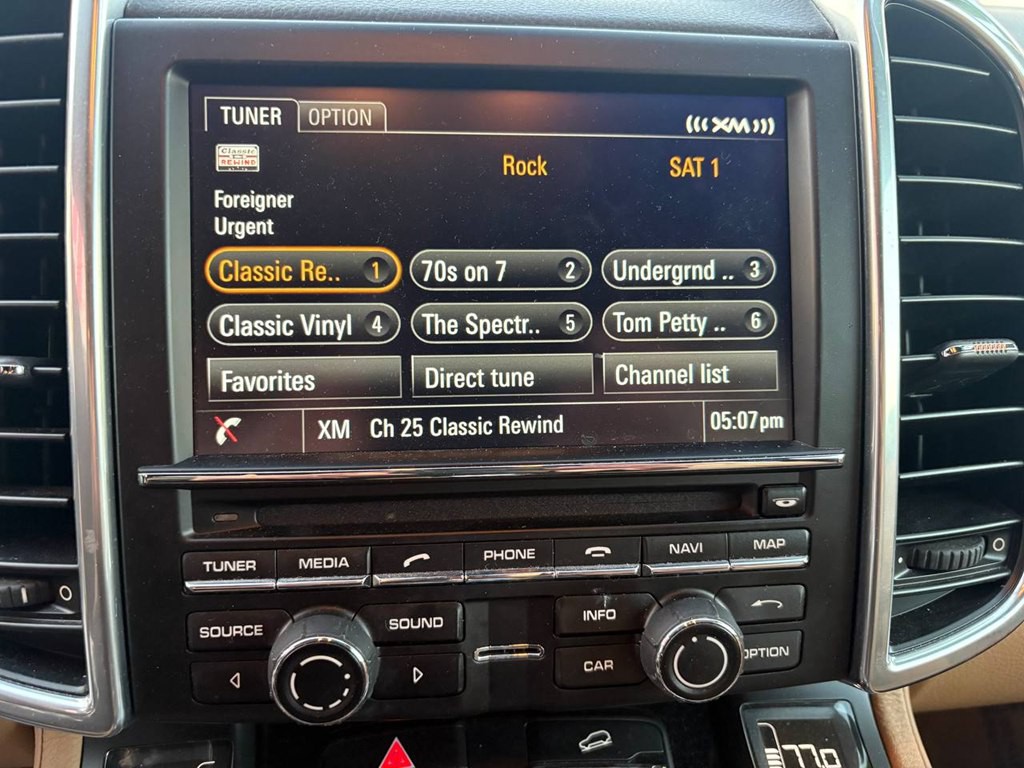 TUNER OPTION
XM
Classic
REWIND
Rock SAT 1
Foreigner
Urgent
Classic Re.. 1 70s on 7 2 Undergrnd .. 3
Classic Vinyl 4 The Spectr.. 5 Tom Petty .. 6
Favorites Direct tune Channel list
XM Ch 25 Classic Rewind 05:07pm
TUNER MEDIA PHONE NAVI MAP
SOURCE SOUND INFO
CAR OPTION
77.0